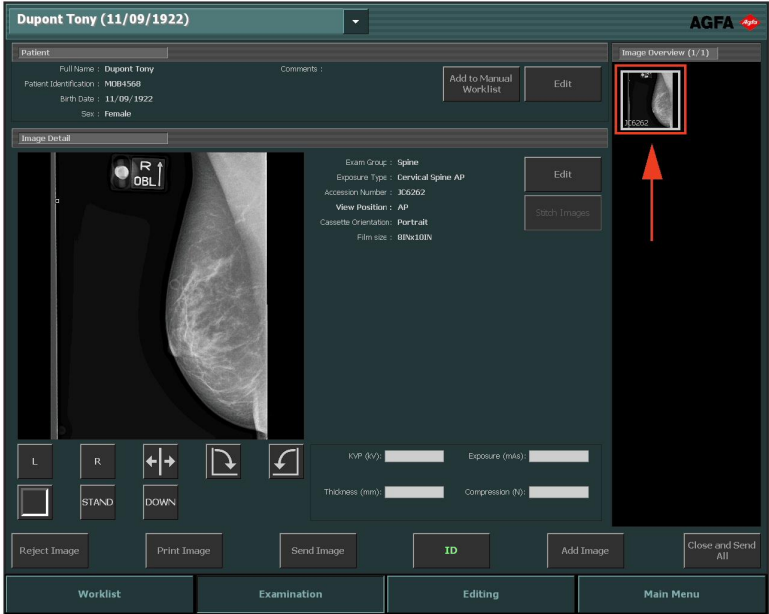 Dupont Tony (11/09/1922)
AGFA
Patient
Full Name : Dupont Tony
Comments :
Patient Identification : MOB4568
Birth Date : 11/09/1922
Sex : Female
Add to Manual
Worklist
Edit
Image Overview (1/1)
JC6262
Image Detail
R
OBL
Exam Group : Spine
Exposure Type : Cervical Spine AP
Accession Number : JC6262
View Position : AP
Cassette Orientation: Portrait
Film size : 8INx10IN
Edit
Stitch Images
L
R
STAND
DOWN
KVP (kV):
Exposure (mAs):
Thickness (mm):
Compression (N):
Reject Image
Print Image
Send Image
ID
Add Image
Close and Send
All
Worklist
Examination
Editing
Main Menu